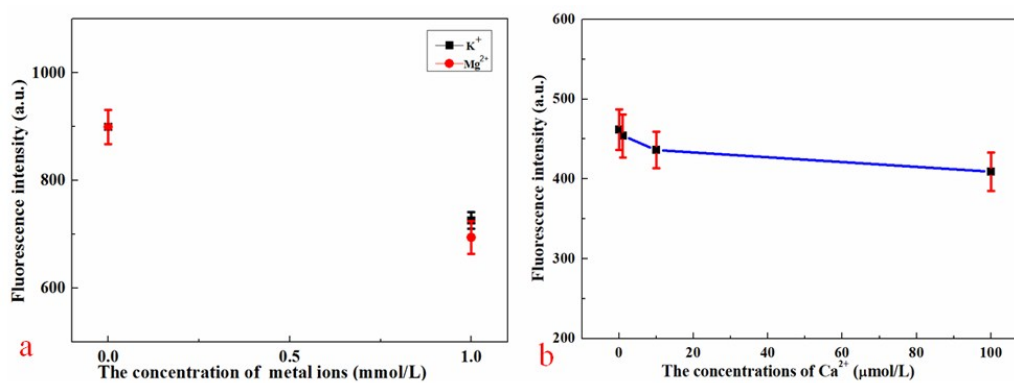 Fluorescence intensity (a.u.)
1000
800
600
K⁺
Mg²⁺
0.0
0.5
1.0
The concentration of metal ions (mmol/L)
a
Fluorescence intensity (a.u.)
600
500
400
300
200
0
20
40
60
80
100
The concentrations of Ca²⁺ (μmol/L)
b